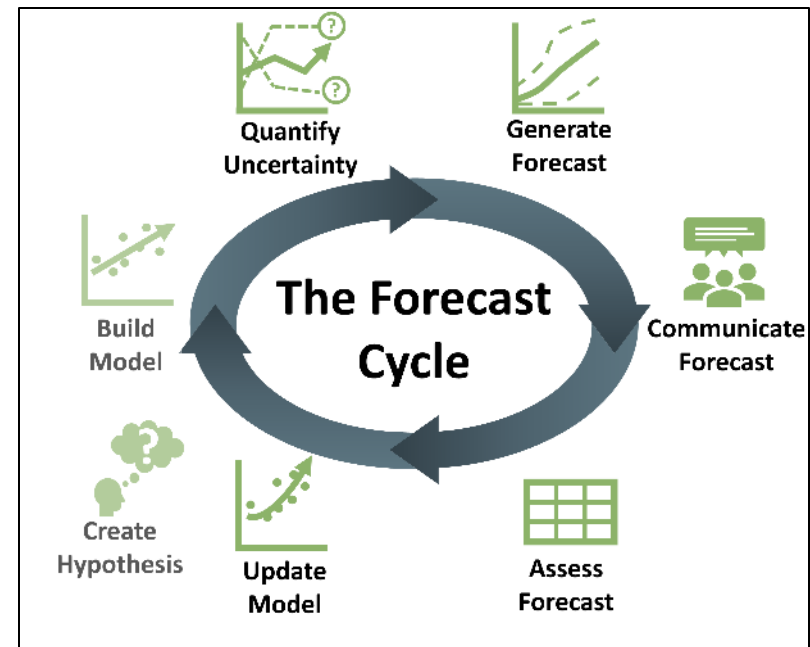 ?
?
Quantify
Uncertainty
Generate
Forecast
The Forecast
Cycle
Communicate
Forecast
Build
Model
?
Create
Hypothesis
Update
Model
Assess
Forecast